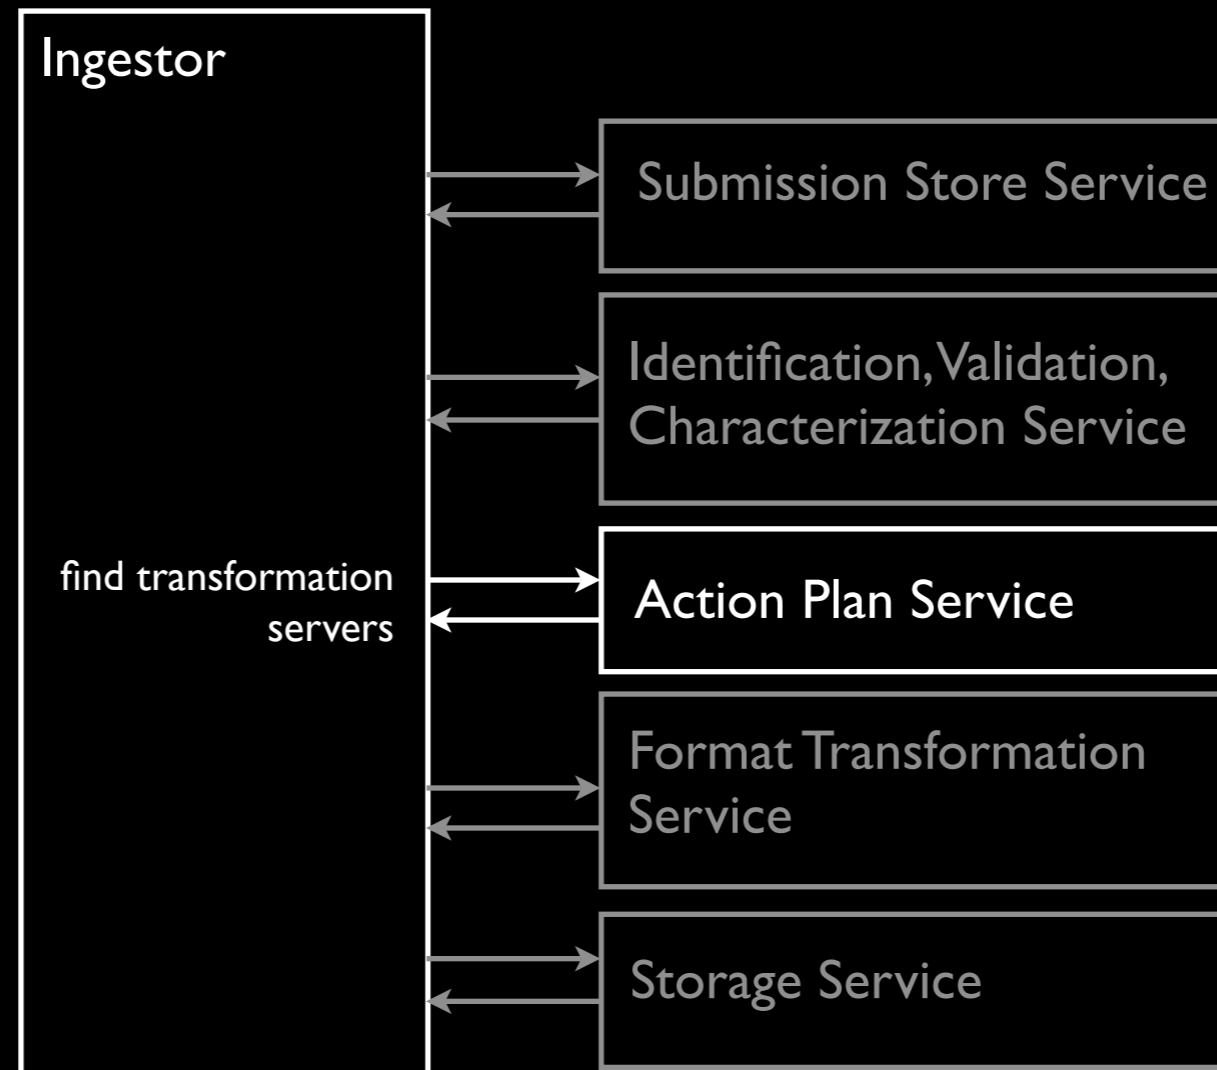 Ingestor
Submission Store Service
Identification, Validation,
Characterization Service
find transformation
servers
Action Plan Service
Format Transformation
Service
Storage Service